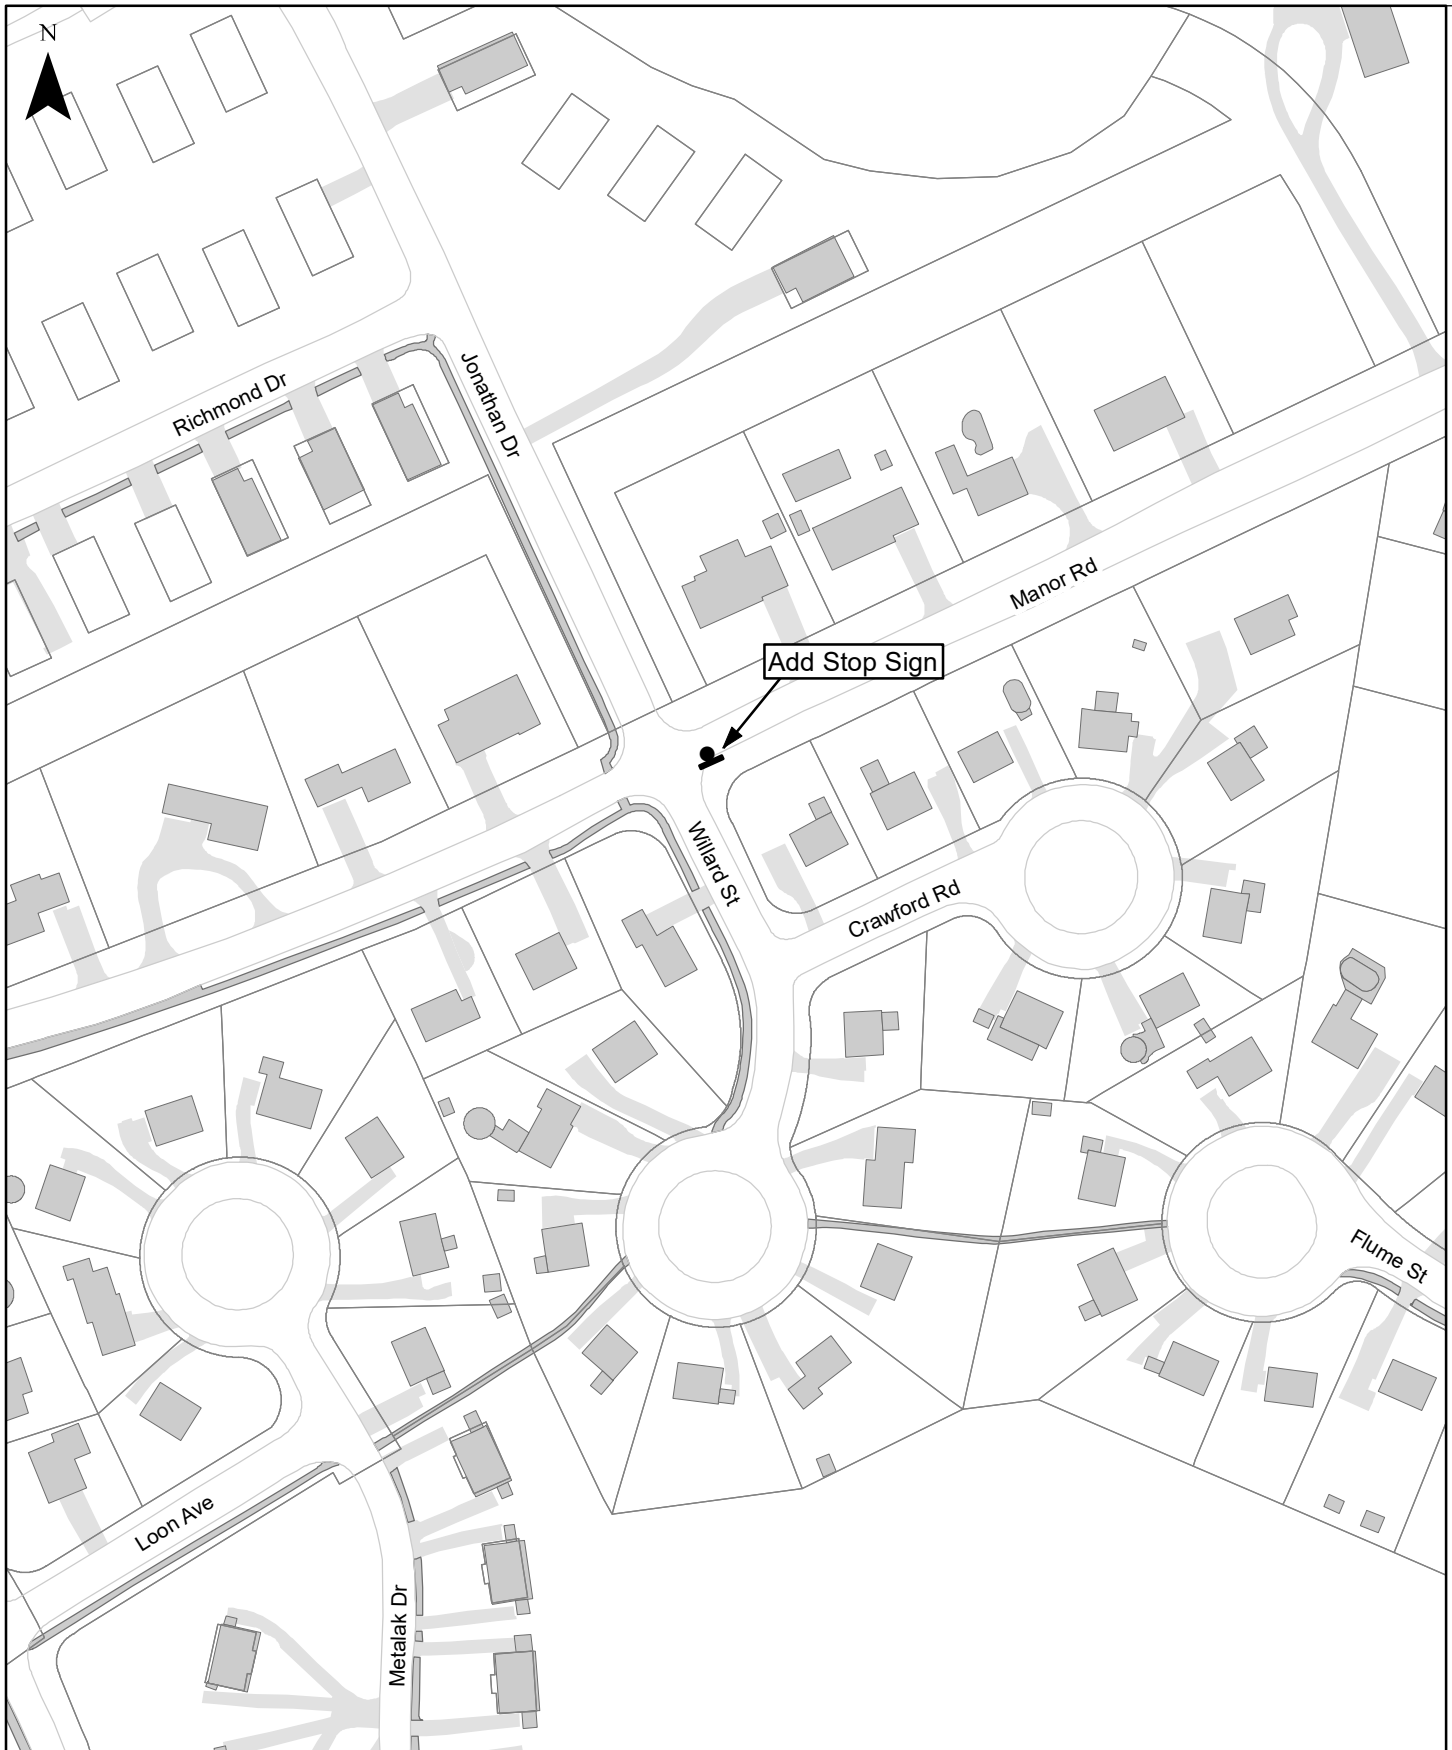 N
Richmond Dr
Jonathan Dr
Manor Rd
Add Stop Sign
Willard St
Crawford Rd
Flume St
Loon Ave
Metalak Dr